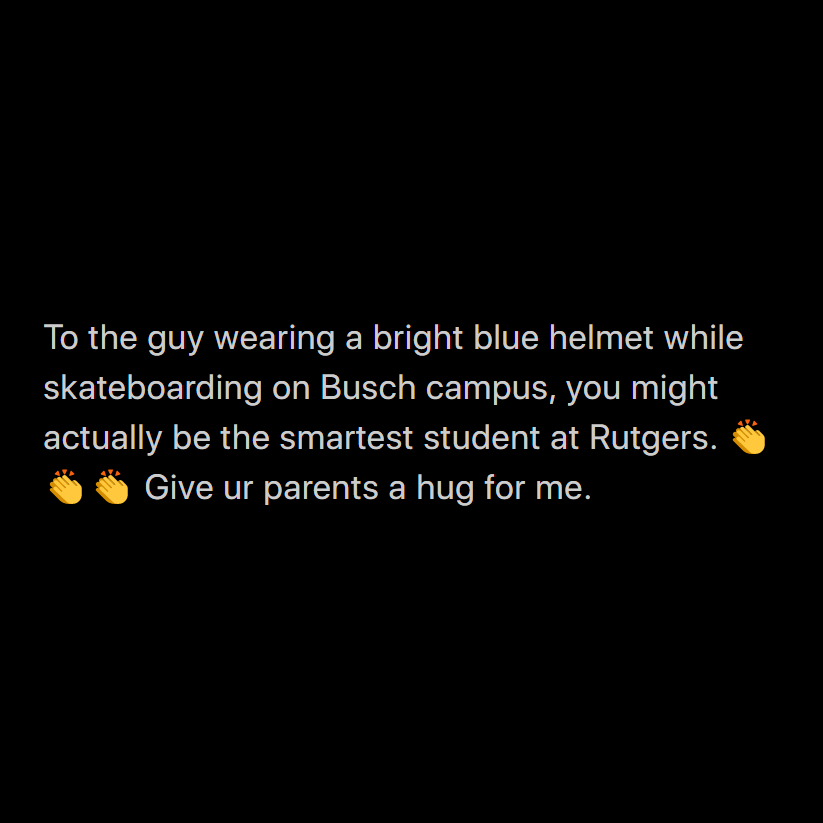 To the guy wearing a bright blue helmet while
skateboarding on Busch campus, you might
actually be the smartest student at Rutgers. 👏
👏 👏 Give ur parents a hug for me.